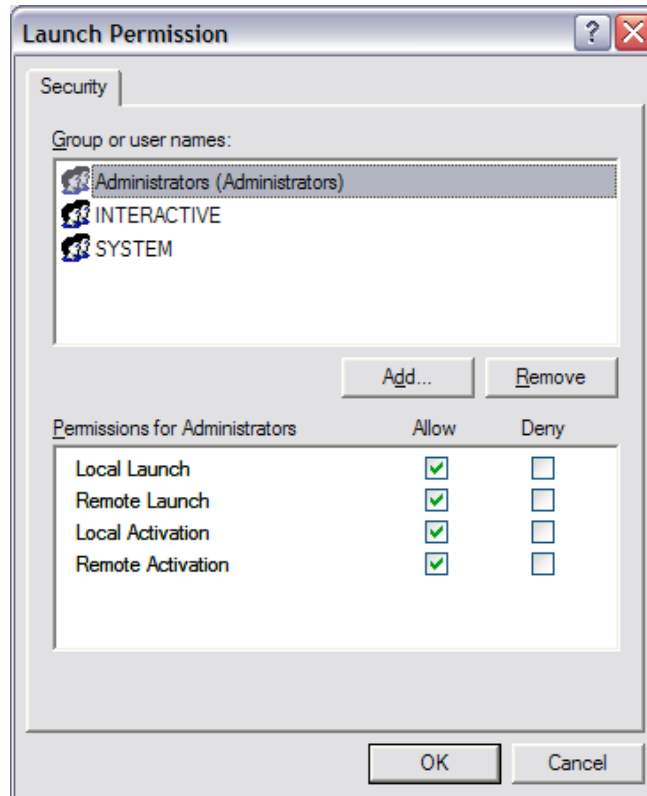 Launch Permission
Security
Group or user names:
Administrators (Administrators)
INTERACTIVE
SYSTEM
Add... Remove
Permissions for Administrators Allow Deny
Local Launch
Remote Launch
Local Activation
Remote Activation
OK Cancel